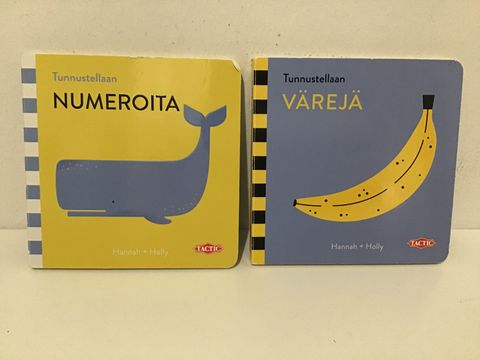 Tunnustellaan
NUMEROITA
Hannah + Holly
TACTIC
Tunnustellaan
VÄREJÄ
Hannah + Holly
TACTIC